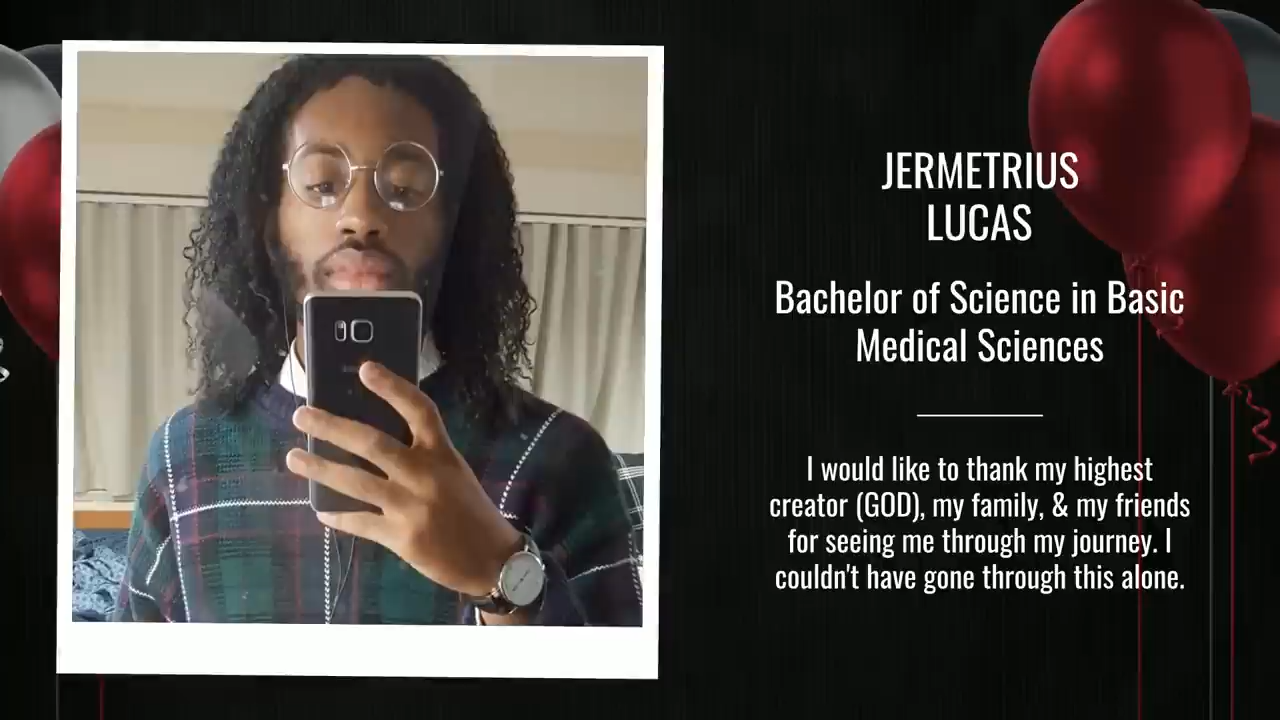 JERMETRIUS
LUCAS
Bachelor of Science in Basic
Medical Sciences
I would like to thank my highest
creator (GOD), my family, & my friends
for seeing me through my journey. I
couldn't have gone through this alone.